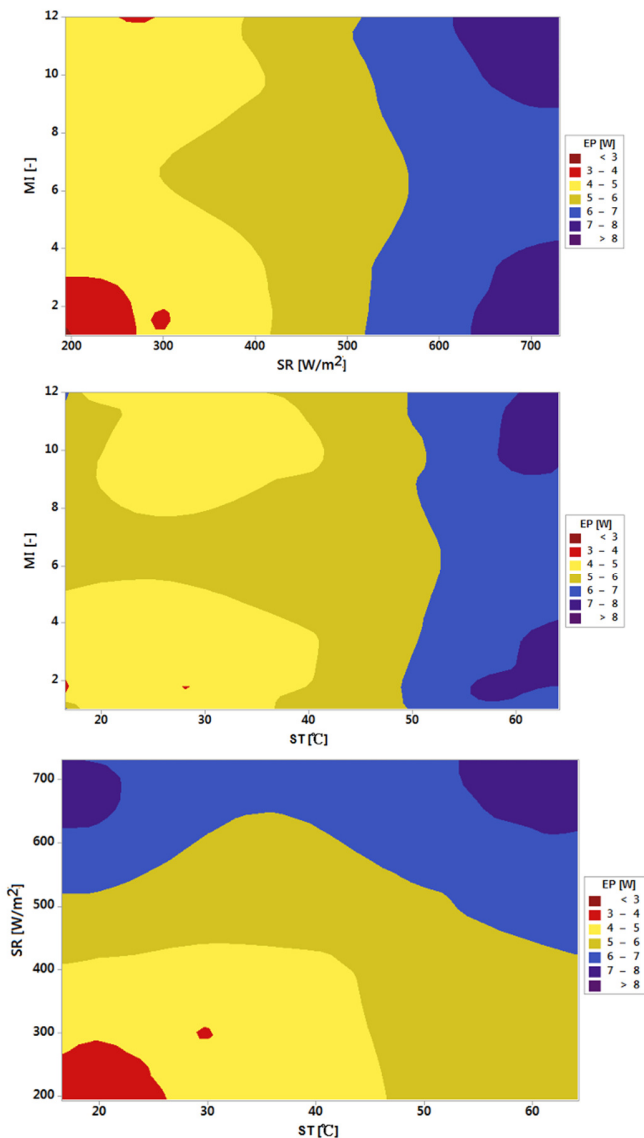 12
10
8
6
4
2
MI [-]
200 300 400 500 600 700
SR [W/m2]
EP [W]
< 3
3 – 4
4 – 5
5 – 6
6 – 7
7 – 8
> 8
12
10
8
6
4
2
MI [-]
20 30 40 50 60
ST [℃]
EP [W]
< 3
3 – 4
4 – 5
5 – 6
6 – 7
7 – 8
> 8
700
600
500
400
300
200
SR [W/m2]
20 30 40 50 60
ST [℃]
EP [W]
< 3
3 – 4
4 – 5
5 – 6
6 – 7
7 – 8
> 8